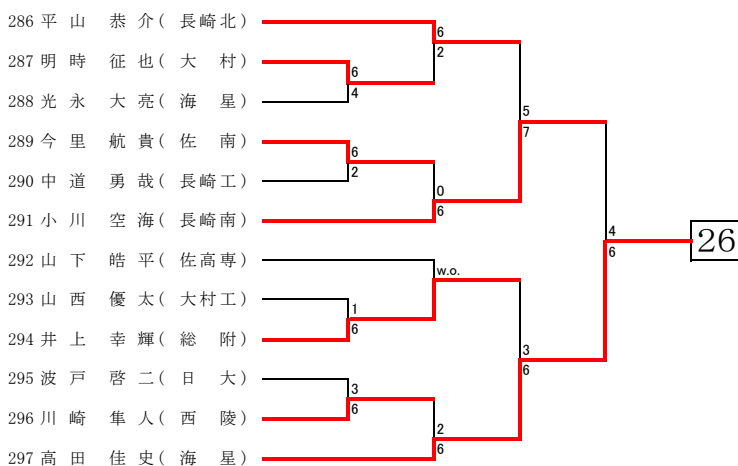 286 平 山 恭 介 ( 長崎北 )
6
287 明 時 征 也 ( 大 村 )
2
6
288 光 永 大 亮 ( 海 星 )
4
5
289 今 里 航 貴 ( 佐 南 )
7
6
290 中 道 勇 哉 ( 長崎工 )
2
0
291 小 川 空 海 ( 長崎南 )
6
4
26
6
292 山 下 皓 平 ( 佐高専 )
w.o.
293 山 西 優 太 ( 大村工 )
1
294 井 上 幸 輝 ( 総 附 )
6
3
6
295 波 戸 啓 二 ( 日 大 )
3
296 川 崎 隼 人 ( 西 陵 )
6
2
297 高 田 佳 史 ( 海 星 )
6